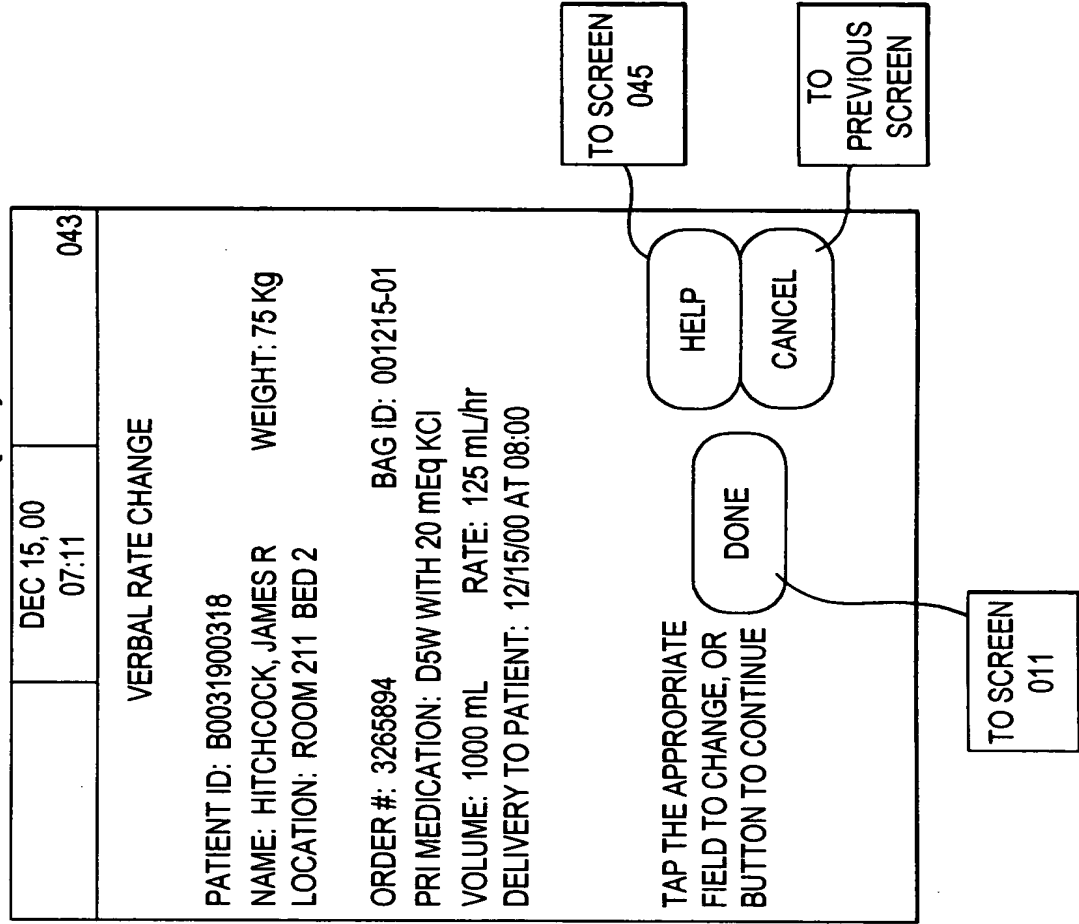 DEC 15, 00
07:11
043
VERBAL RATE CHANGE
PATIENT ID: B0031900318
NAME: HITCHCOCK, JAMES R WEIGHT: 75 Kg
LOCATION: ROOM 211 BED 2
ORDER #: 3265894 BAG ID: 001215-01
PRI MEDICATION: D5W WITH 20 mEq KCl
VOLUME: 1000 mL RATE: 125 mL/hr
DELIVERY TO PATIENT: 12/15/00 AT 08:00
TAP THE APPROPRIATE
FIELD TO CHANGE, OR
BUTTON TO CONTINUE
DONE
HELP
CANCEL
TO SCREEN
011
TO SCREEN
045
TO
PREVIOUS
SCREEN